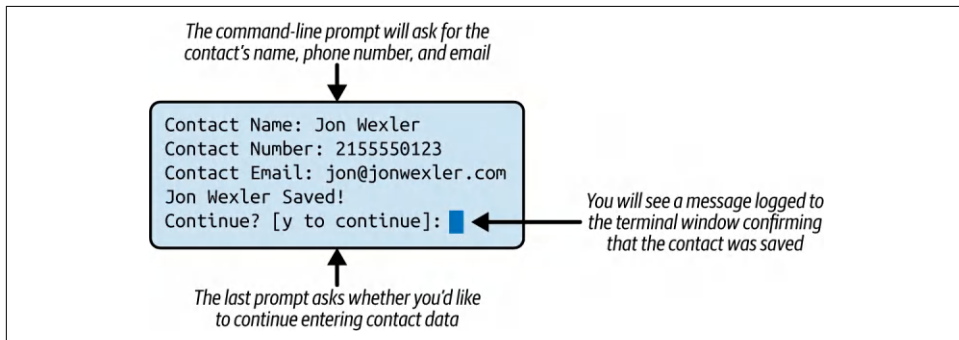 The command-line prompt will ask for the
contact's name, phone number, and email
Contact Name: Jon Wexler
Contact Number: 2155550123
Contact Email: jon@jonwexler.com
Jon Wexler Saved!
Continue? [y to continue]:
You will see a message logged to
the terminal window confirming
that the contact was saved
The last prompt asks whether you'd like
to continue entering contact data